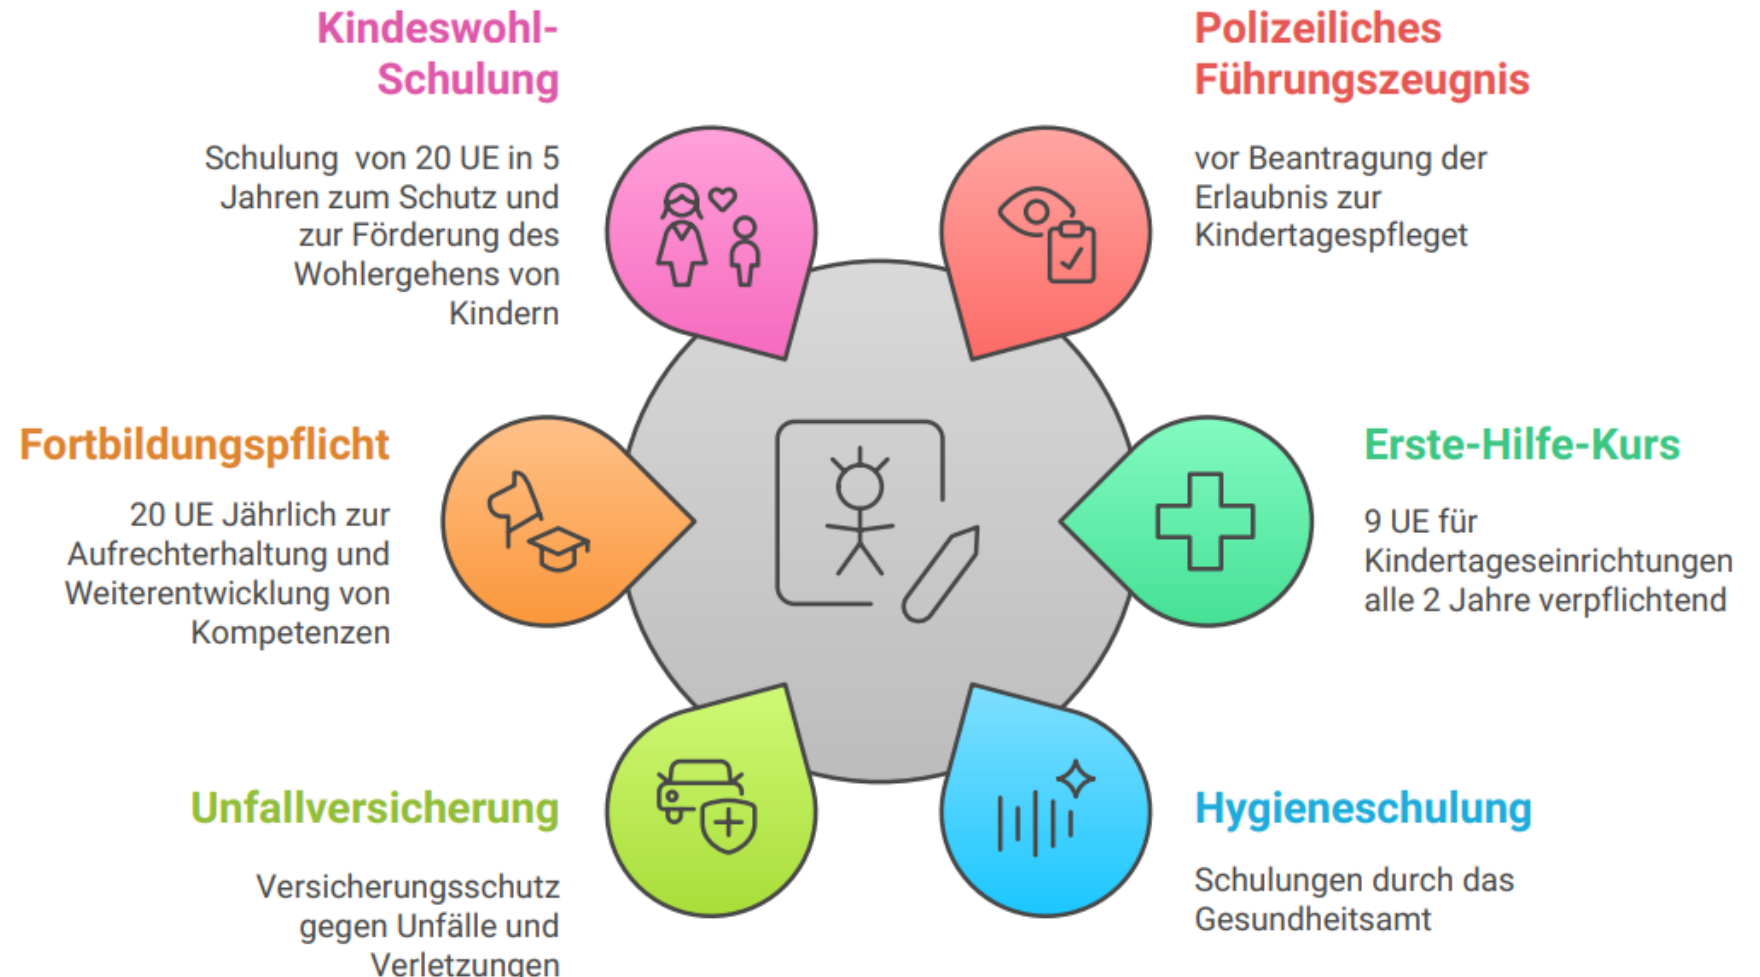 Kindeswohl-
Schulung
Schulung von 20 UE in 5
Jahren zum Schutz und
zur Förderung des
Wohlergehens von
Kindern
Polizeiliches
Führungszeugnis
vor Beantragung der
Erlaubnis zur
Kindertagespfleget
Fortbildungspflicht
20 UE Jährlich zur
Aufrechterhaltung und
Weiterentwicklung von
Kompetenzen
Erste-Hilfe-Kurs
9 UE für
Kindertageseinrichtungen
alle 2 Jahre verpflichtend
Unfallversicherung
Versicherungsschutz
gegen Unfälle und
Verletzungen
Hygieneschulung
Schulungen durch das
Gesundheitsamt